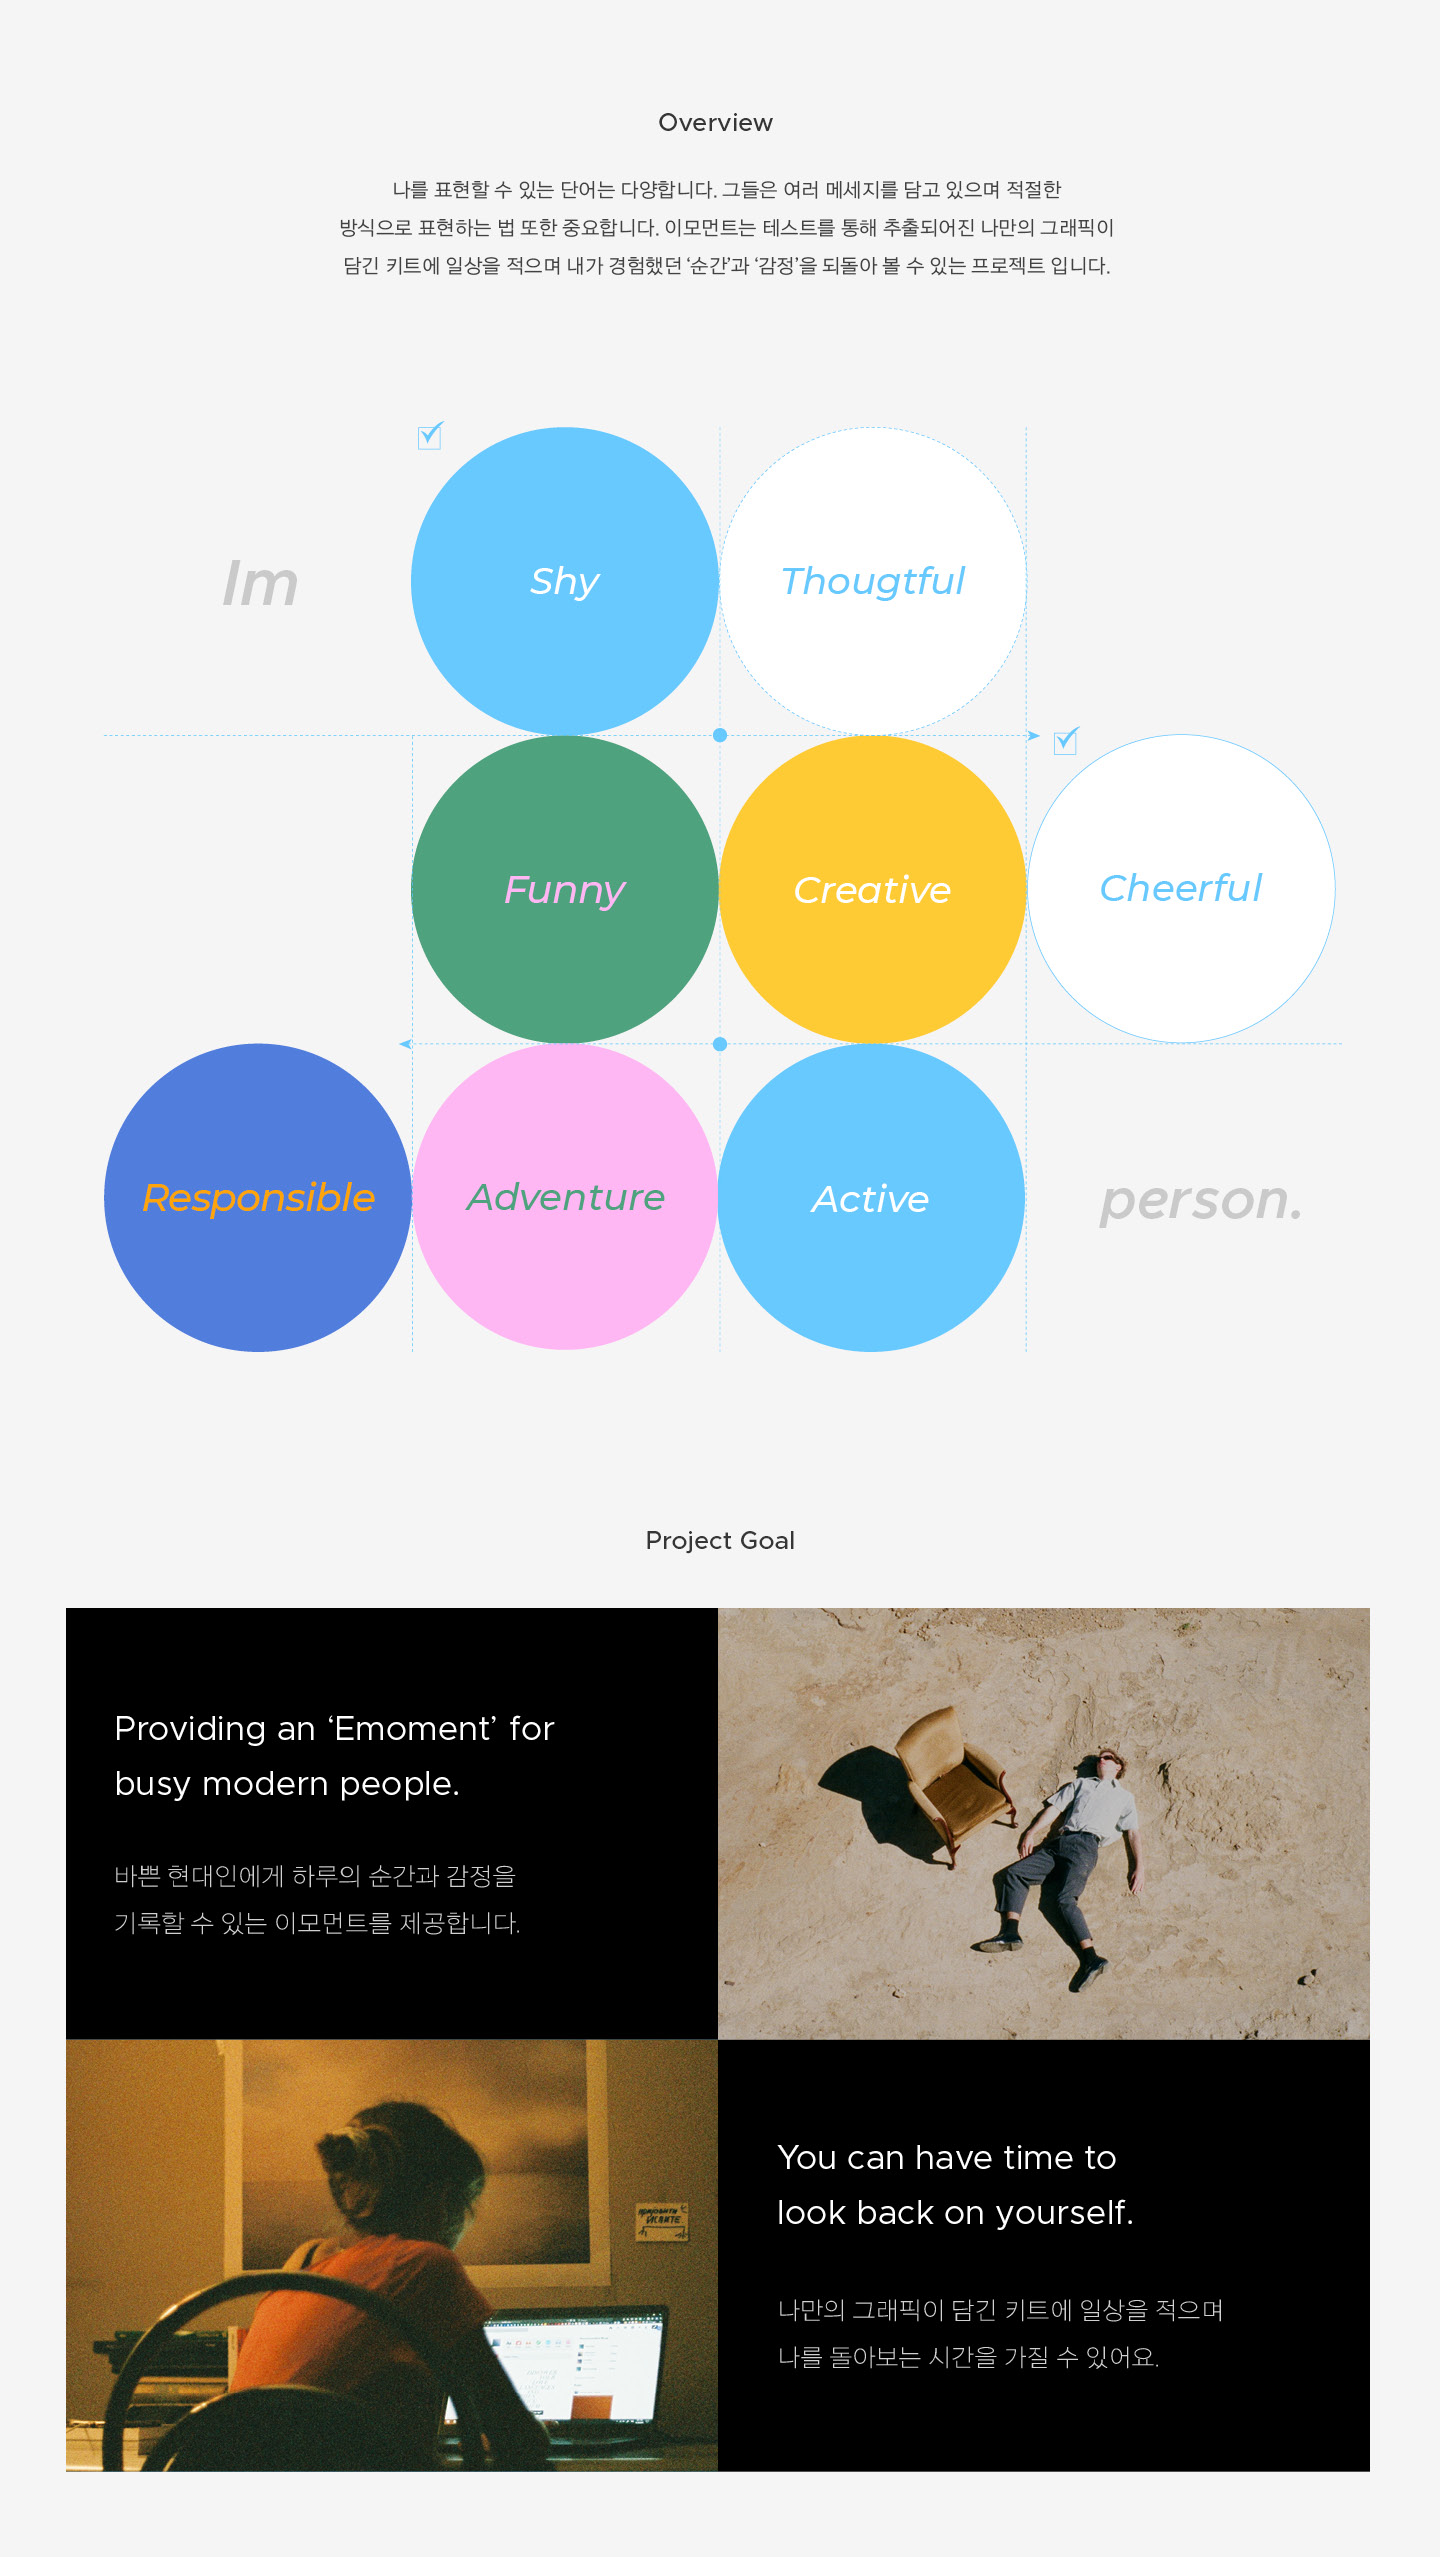 Overview
나를 표현할 수 있는 단어는 다양합니다. 그들은 여러 메세지를 담고 있으며 적절한
방식으로 표현하는 법 또한 중요합니다. 이모먼트는 테스트를 통해 추출되어진 나만의 그래픽이
담긴 키트에 일상을 적으며 내가 경험했던 ‘순간’과 ‘감정’을 되돌아 볼 수 있는 프로젝트 입니다.
Im
Shy
Thougtful
Funny
Creative
Cheerful
Responsible
Adventure
Active
person.
Project Goal
Providing an ‘Emoment’ for
busy modern people.
바쁜 현대인에게 하루의 순간과 감정을
기록할 수 있는 이모먼트를 제공합니다.
You can have time to
look back on yourself.
나만의 그래픽이 담긴 키트에 일상을 적으며
나를 돌아보는 시간을 가질 수 있어요.